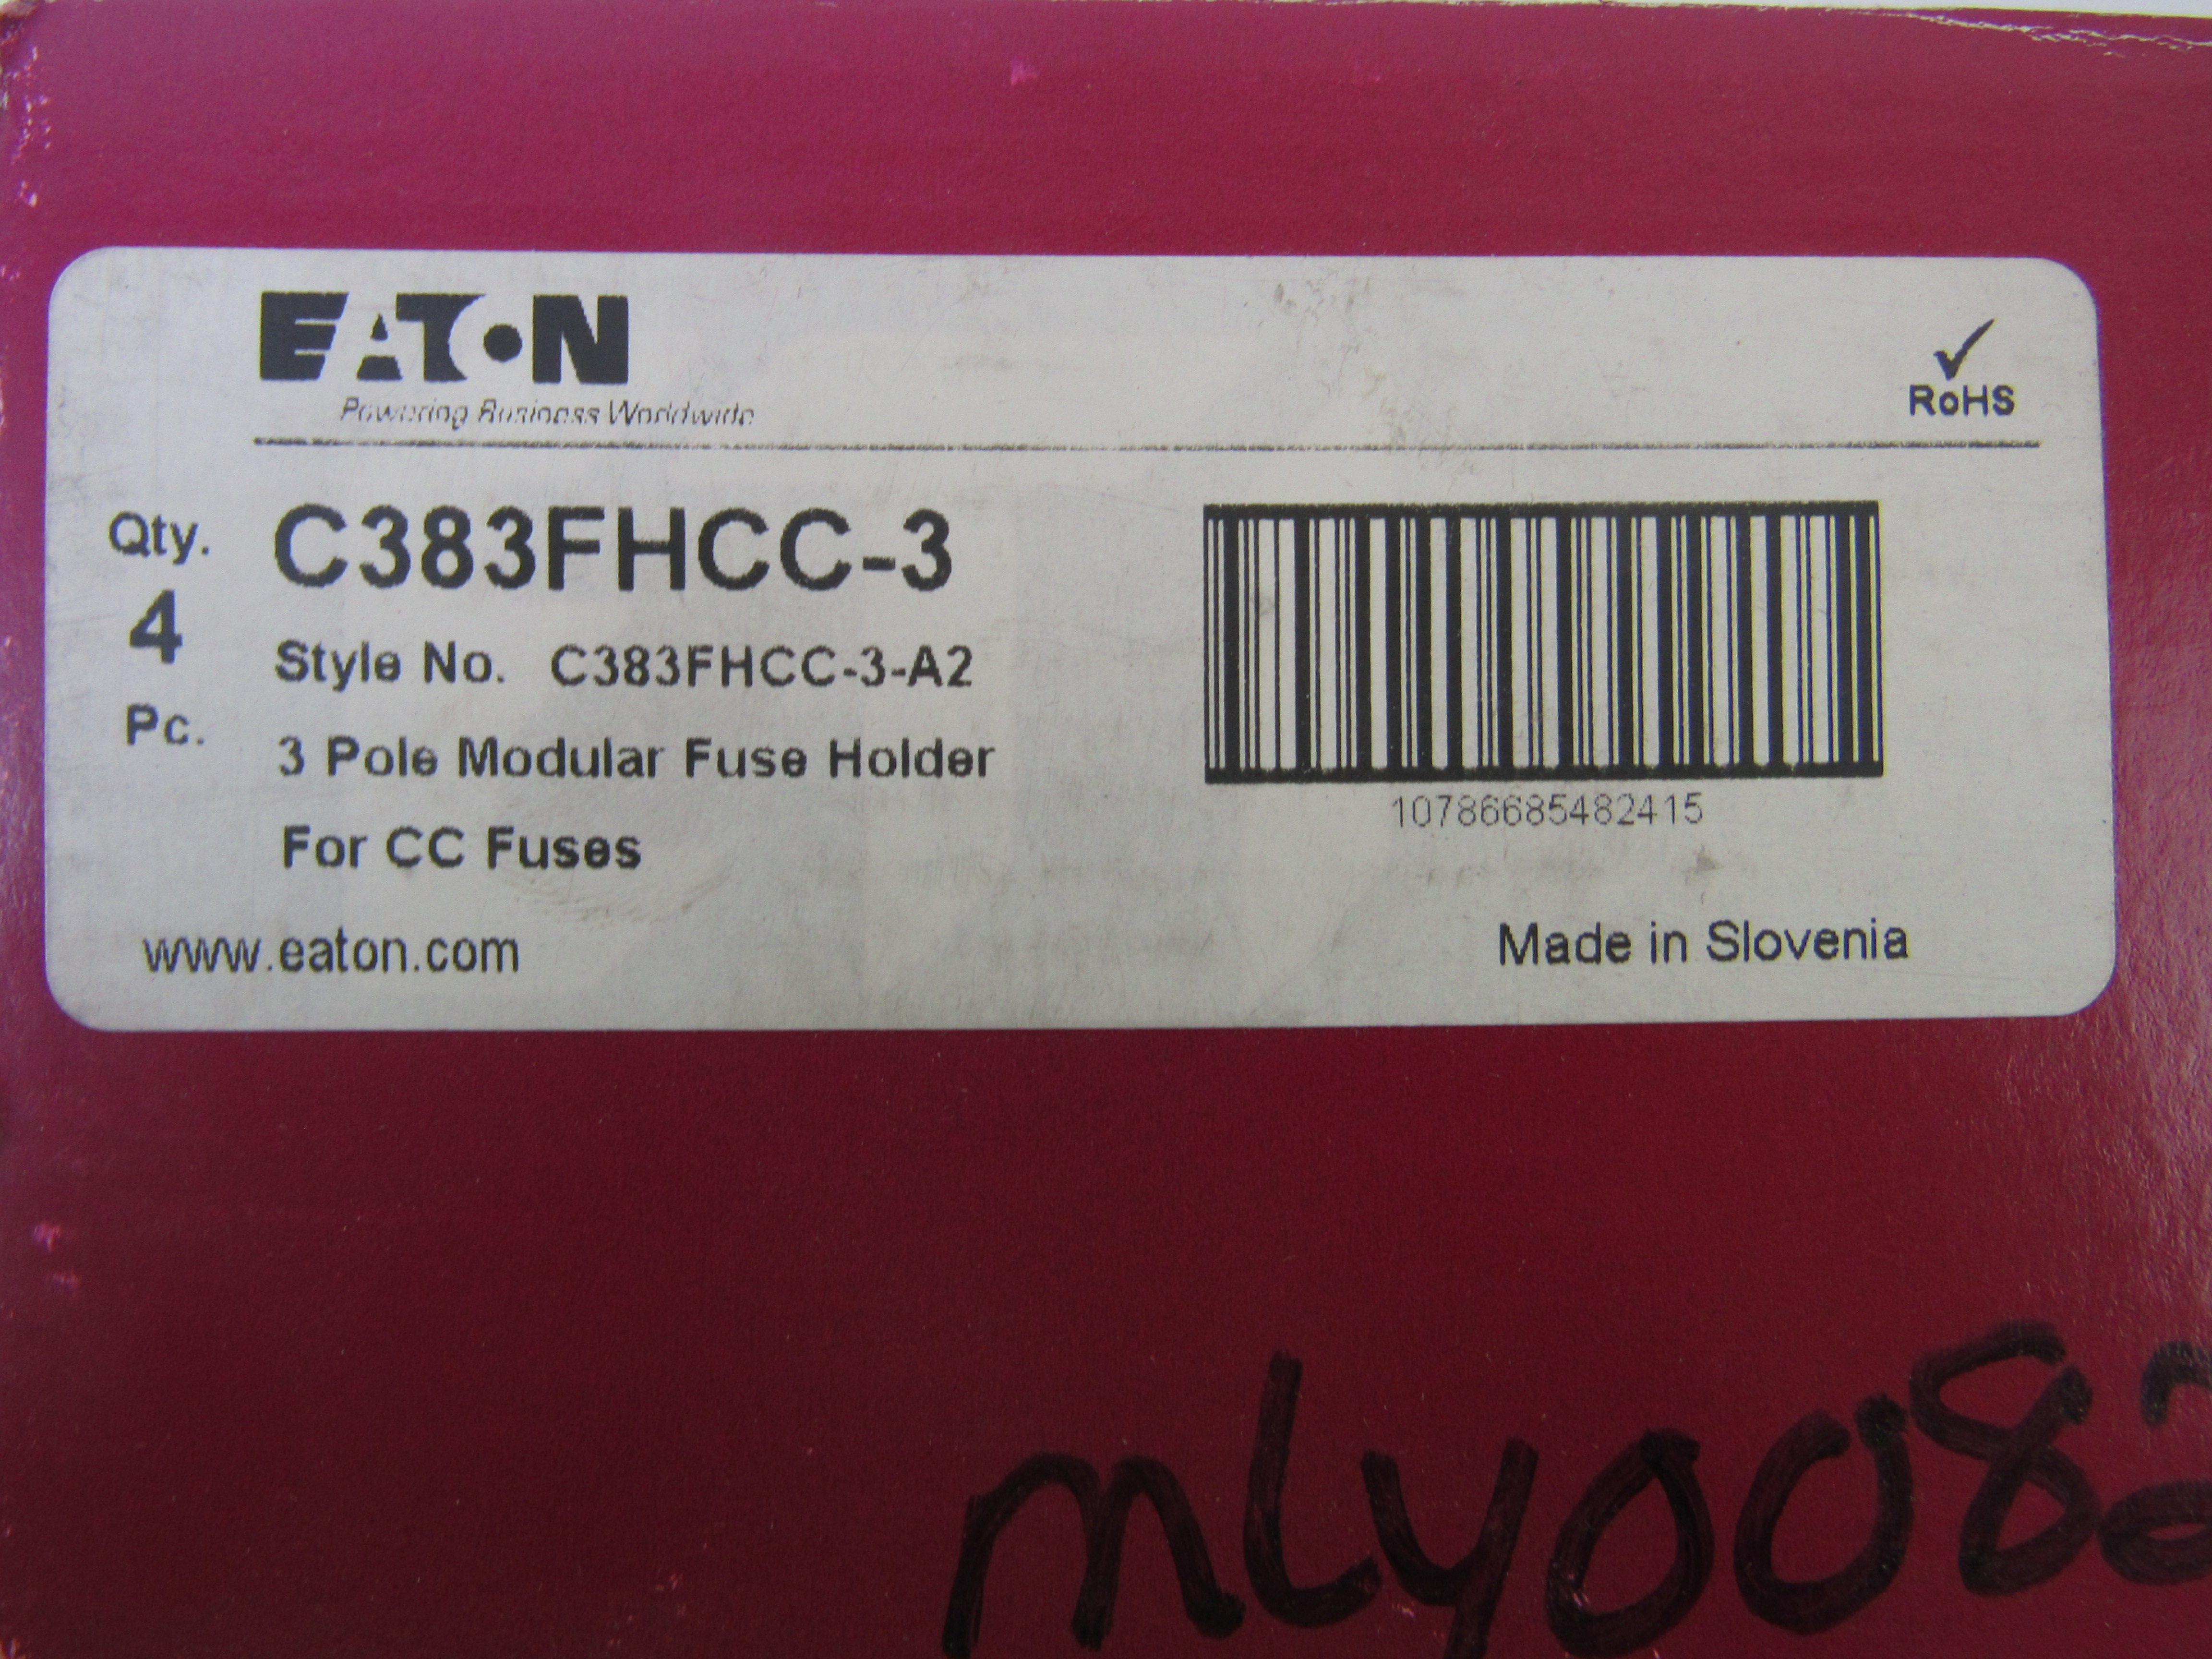 EATON
Powering Business Worldwide
RoHS
Qty.
4
Pc.
C383FHCC-3
Style No. C383FHCC-3-A2
3 Pole Modular Fuse Holder
For CC Fuses
10786685482415
www.eaton.com
Made in Slovenia